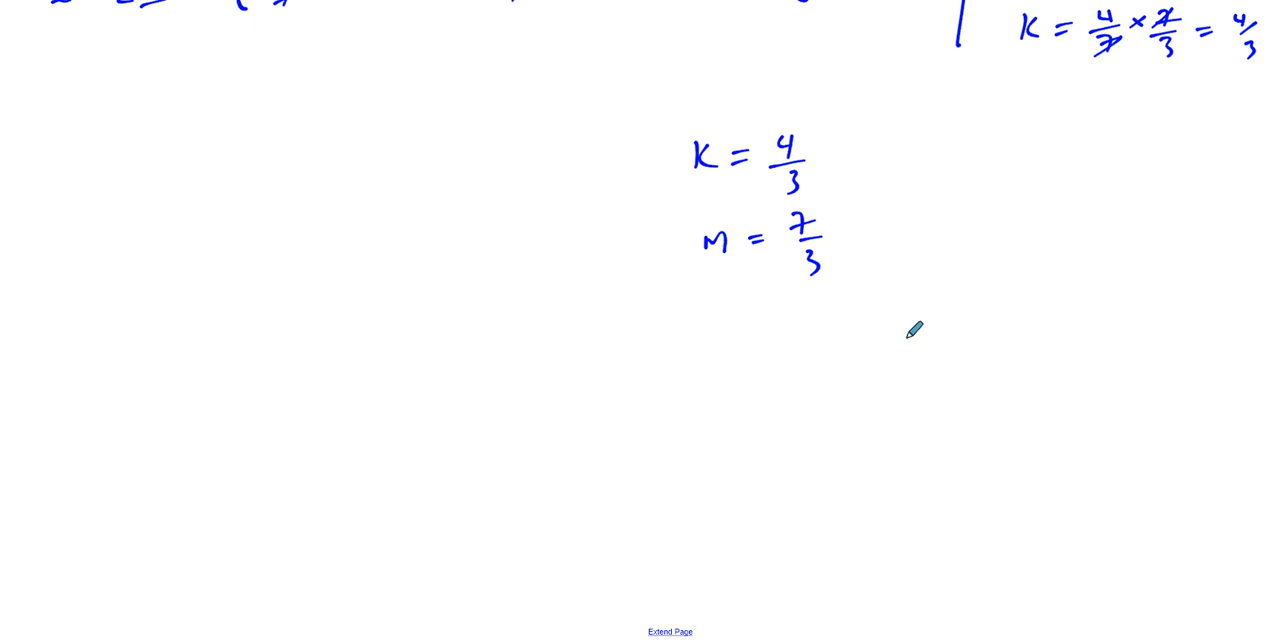 K = 4/7 × 7/3 = 4/3
K = 4/3
m = 7/3
Extend Page